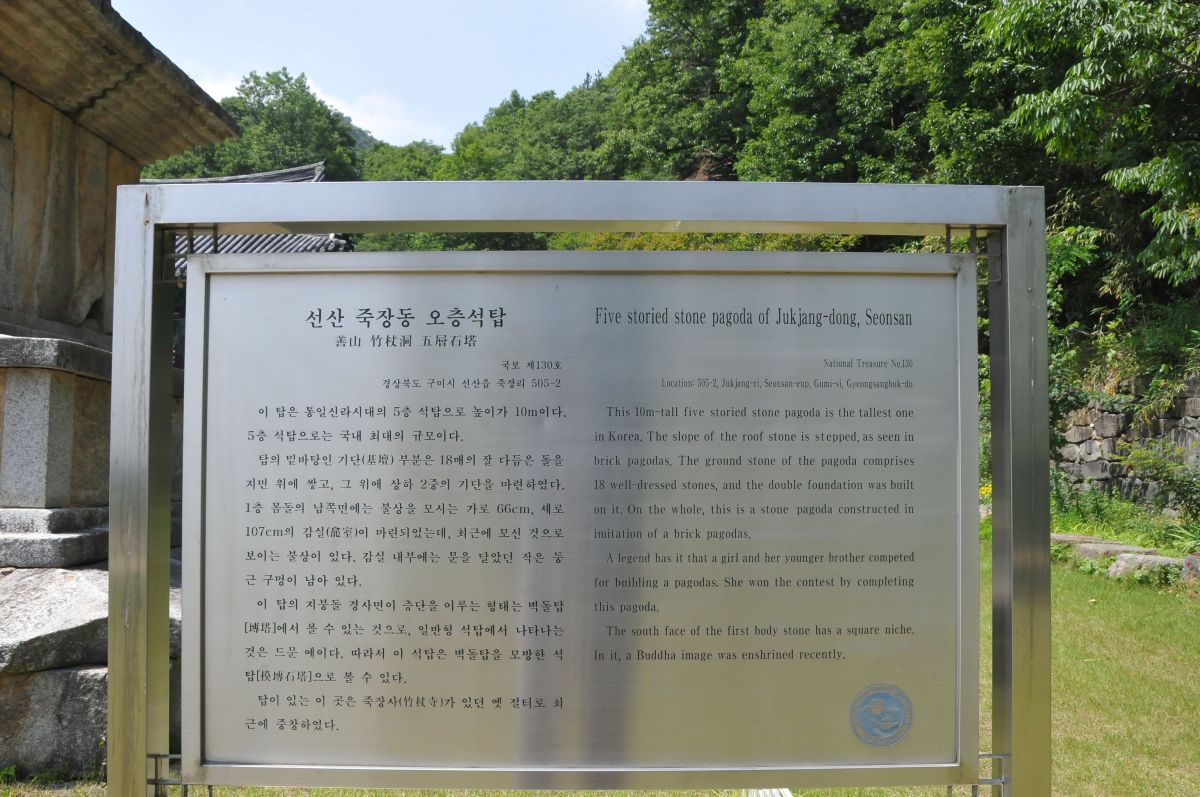 선산 죽장동 오층석탑
善山 竹杖洞 五層石塔
국보 제130호
경상북도 구미시 선산읍 죽장리 505-2
이 탑은 통일신라시대의 5층 석탑으로 높이가 10m이다.
5층 석탑으로는 국내 최대의 규모이다.
탑의 밑바탕인 기단(基壇) 부분은 18매의 잘 다듬은 돌을
지면 위에 쌓고, 그 위에 상하 2중의 기단을 마련하였다.
1층 몸돌의 남쪽면에는 불상을 모시는 가로 66cm, 세로
107cm의 감실(龕室)이 마련되었는데, 최근에 모신 것으로
보이는 불상이 있다. 감실 내부에는 문을 달았던 작은 둥
근 구멍이 남아 있다.
이 탑의 지붕돌 경사면이 층단을 이루는 형태는 벽돌탑
[塼塔]에서 볼 수 있는 것으로, 일반형 석탑에서 나타나는
것은 드문 예이다. 따라서 이 석탑은 벽돌탑을 모방한 석
탑[模塼石塔]으로 볼 수 있다.
탑이 있는 이 곳은 죽장사(竹杖寺)가 있던 옛 절터로 최
근에 중창하였다.
Five storied stone pagoda of Jukjang-dong, Seonsan
National Treasure No.130
Location: 505-2, Jukjang-ri, Seonsan-eup, Gumi-si, Gyeongsangbuk-do
This 10m-tall five storied stone pagoda is the tallest one
in Korea. The slope of the roof stone is stepped, as seen in
brick pagodas. The ground stone of the pagoda comprises
18 well-dressed stones, and the double foundation was built
on it. On the whole, this is a stone pagoda constructed in
imitation of a brick pagodas.
A legend has it that a girl and her younger brother competed
for building a pagodas. She won the contest by completing
this pagoda.
The south face of the first body stone has a square niche.
In it, a Buddha image was enshrined recently.